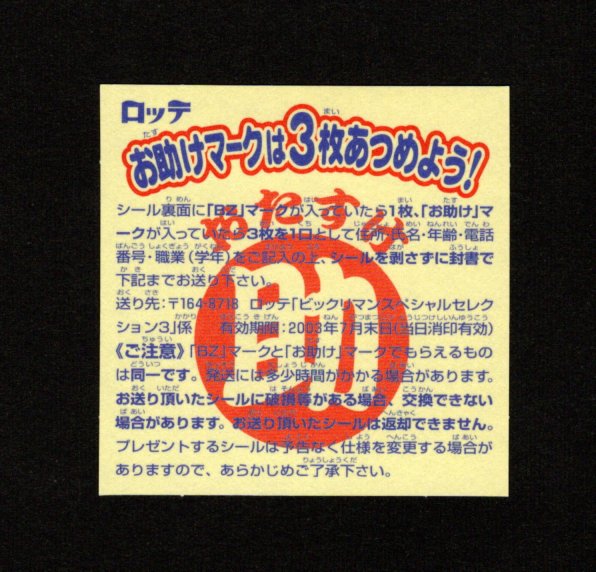 ロッテ
お助けマークは3枚あつめよう!
おたすけ
助
シール裏面に「BZ」マークが入っていたら1枚、「お助け」マ
ークが入っていたら3枚を1口として住所・氏名・年齢・電話
番号・職業(学年)をご記入の上、シールを剥さずに封書で
下記までお送り下さい。
送り先:〒164-8718 ロッテ「ビックリマンスペシャルセレク
ション3」係 有効期限:2003年7月末日(当日消印有効)
《ご注意》「BZ」マークと「お助け」マークでもらえるもの
は同一です。発送には多少時間がかかる場合があります。
お送り頂いたシールに破損等がある場合、交換できない
場合があります。お送り頂いたシールは返却できません。
プレゼントするシールは予告なく仕様を変更する場合が
ありますので、あらかじめご了承下さい。